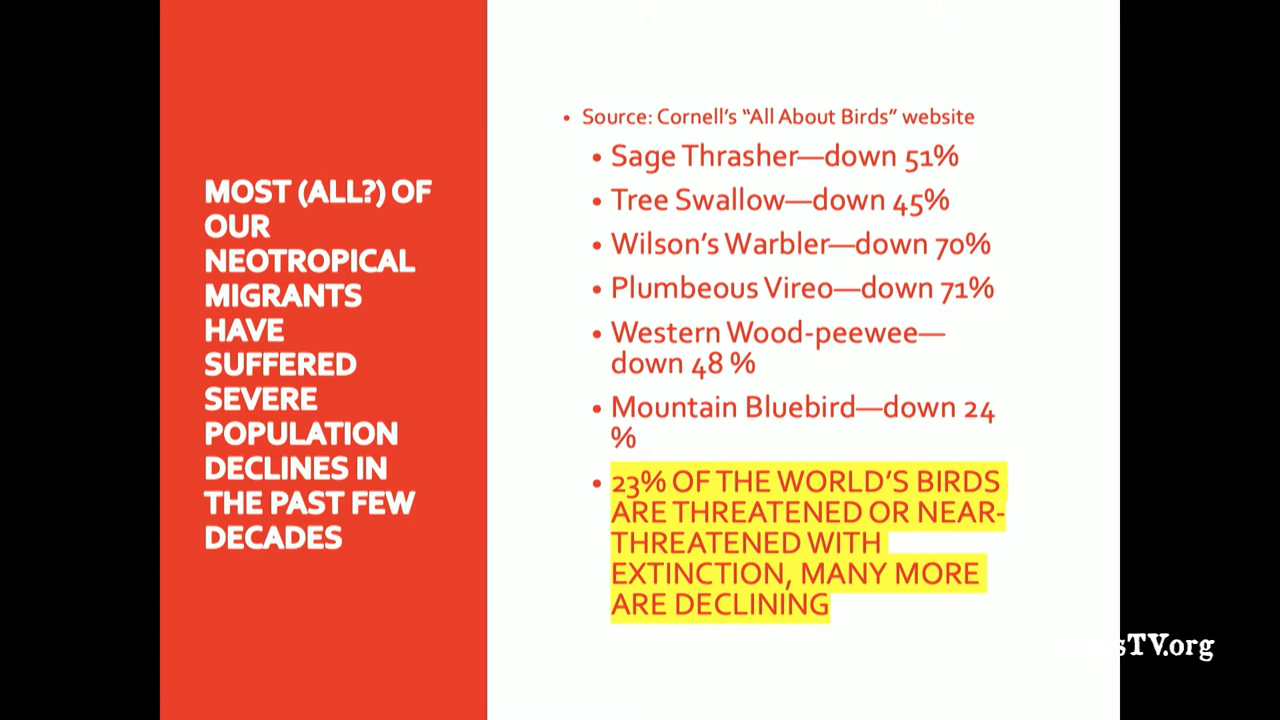 MOST (ALL?) OF
OUR
NEOTROPICAL
MIGRANTS
HAVE
SUFFERED
SEVERE
POPULATION
DECLINES IN
THE PAST FEW
DECADES
• Source: Cornell’s “All About Birds” website
• Sage Thrasher—down 51%
• Tree Swallow—down 45%
• Wilson’s Warbler—down 70%
• Plumbeous Vireo—down 71%
• Western Wood-peewee—
down 48 %
• Mountain Bluebird—down 24
%
• 23% OF THE WORLD’S BIRDS
ARE THREATENED OR NEAR-
THREATENED WITH
EXTINCTION, MANY MORE
ARE DECLINING